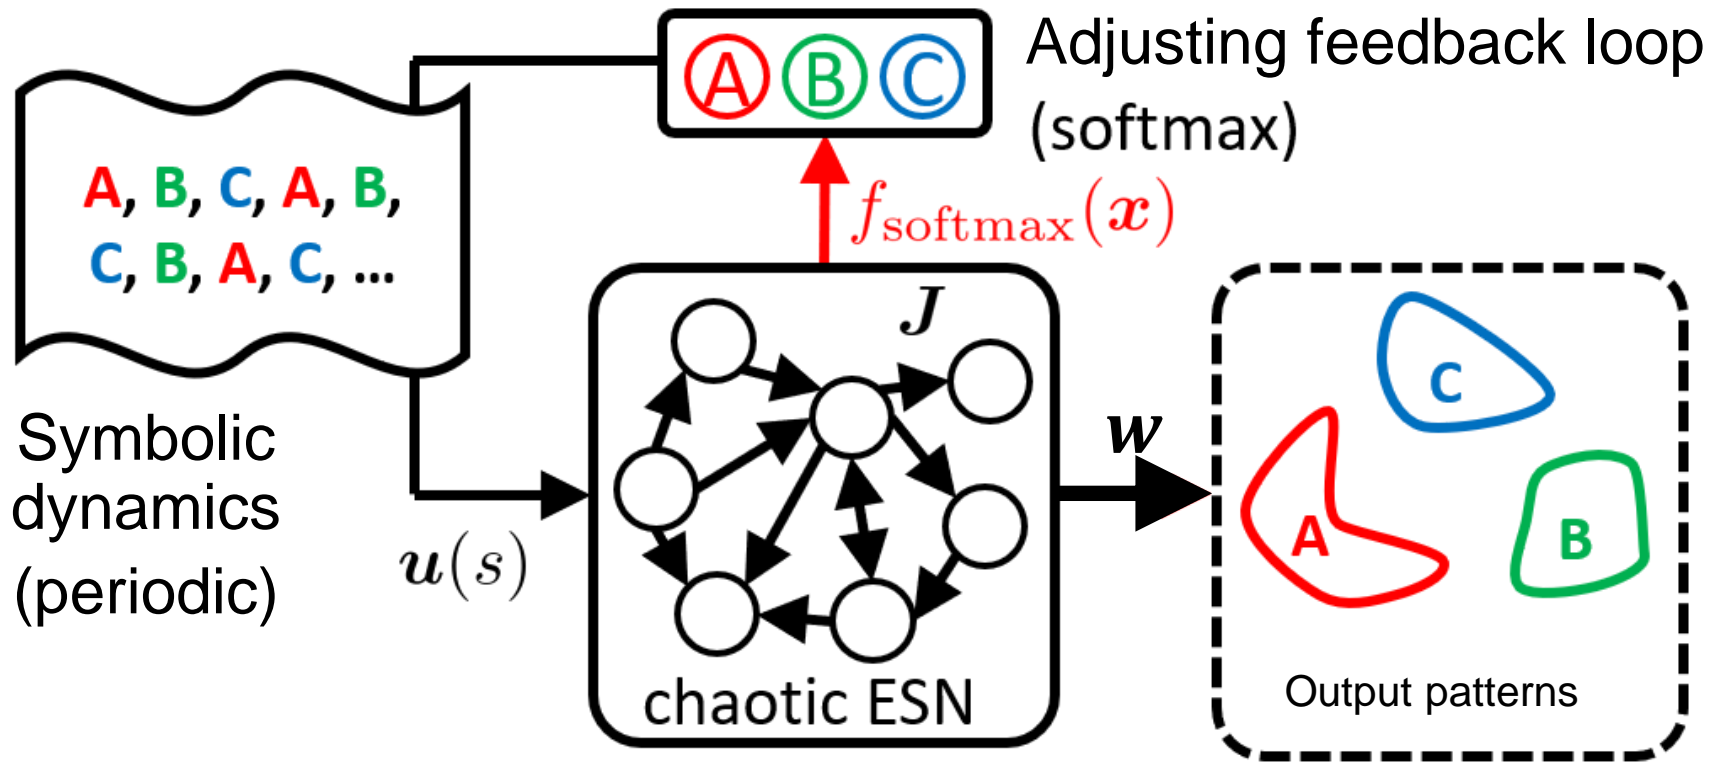 A B C
Adjusting feedback loop
(softmax)
A, B, C, A, B,
C, B, A, C, ...
f_softmax(x)
Symbolic
dynamics
(periodic)
u(s)
J
chaotic ESN
w
C
A
B
Output patterns